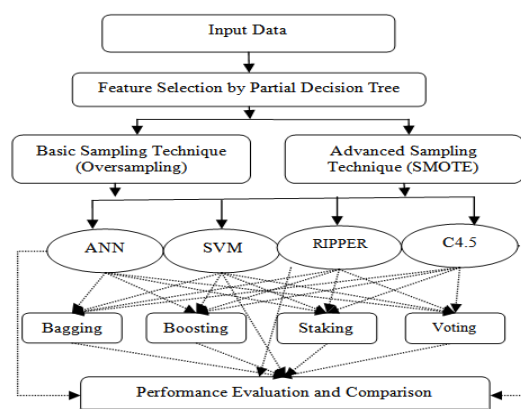 Input Data
Feature Selection by Partial Decision Tree
Basic Sampling Technique
(Oversampling)
Advanced Sampling
Technique (SMOTE)
ANN
SVM
RIPPER
C4.5
Bagging
Boosting
Staking
Voting
Performance Evaluation and Comparison